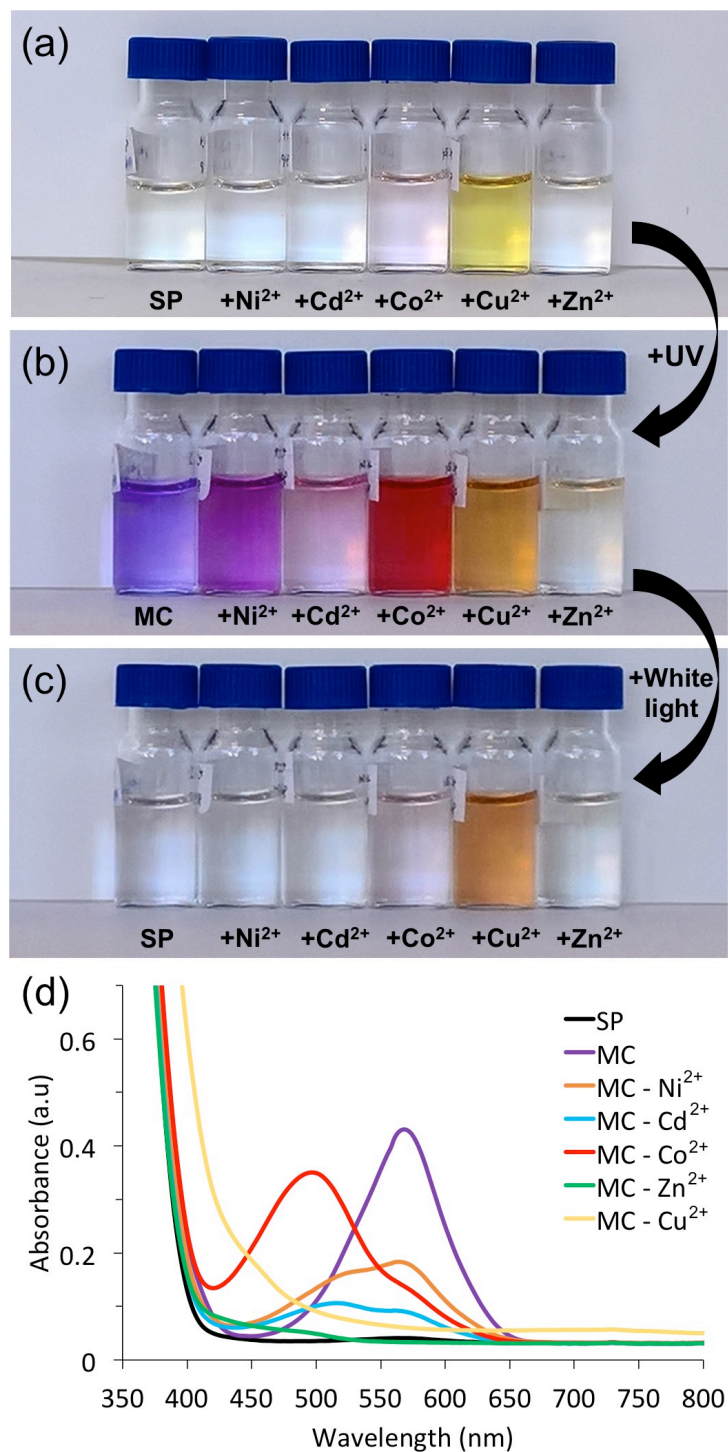 (a)
SP +Ni²⁺ +Cd²⁺ +Co²⁺ +Cu²⁺ +Zn²⁺
+UV
(b)
MC +Ni²⁺ +Cd²⁺ +Co²⁺ +Cu²⁺ +Zn²⁺
+White
light
(c)
SP +Ni²⁺ +Cd²⁺ +Co²⁺ +Cu²⁺ +Zn²⁺
(d)
SP
MC
MC - Ni²⁺
MC - Cd²⁺
MC - Co²⁺
MC - Zn²⁺
MC - Cu²⁺
Absorbance (a.u)
0.6
0.4
0.2
0
350 400 450 500 550 600 650 700 750 800
Wavelength (nm)